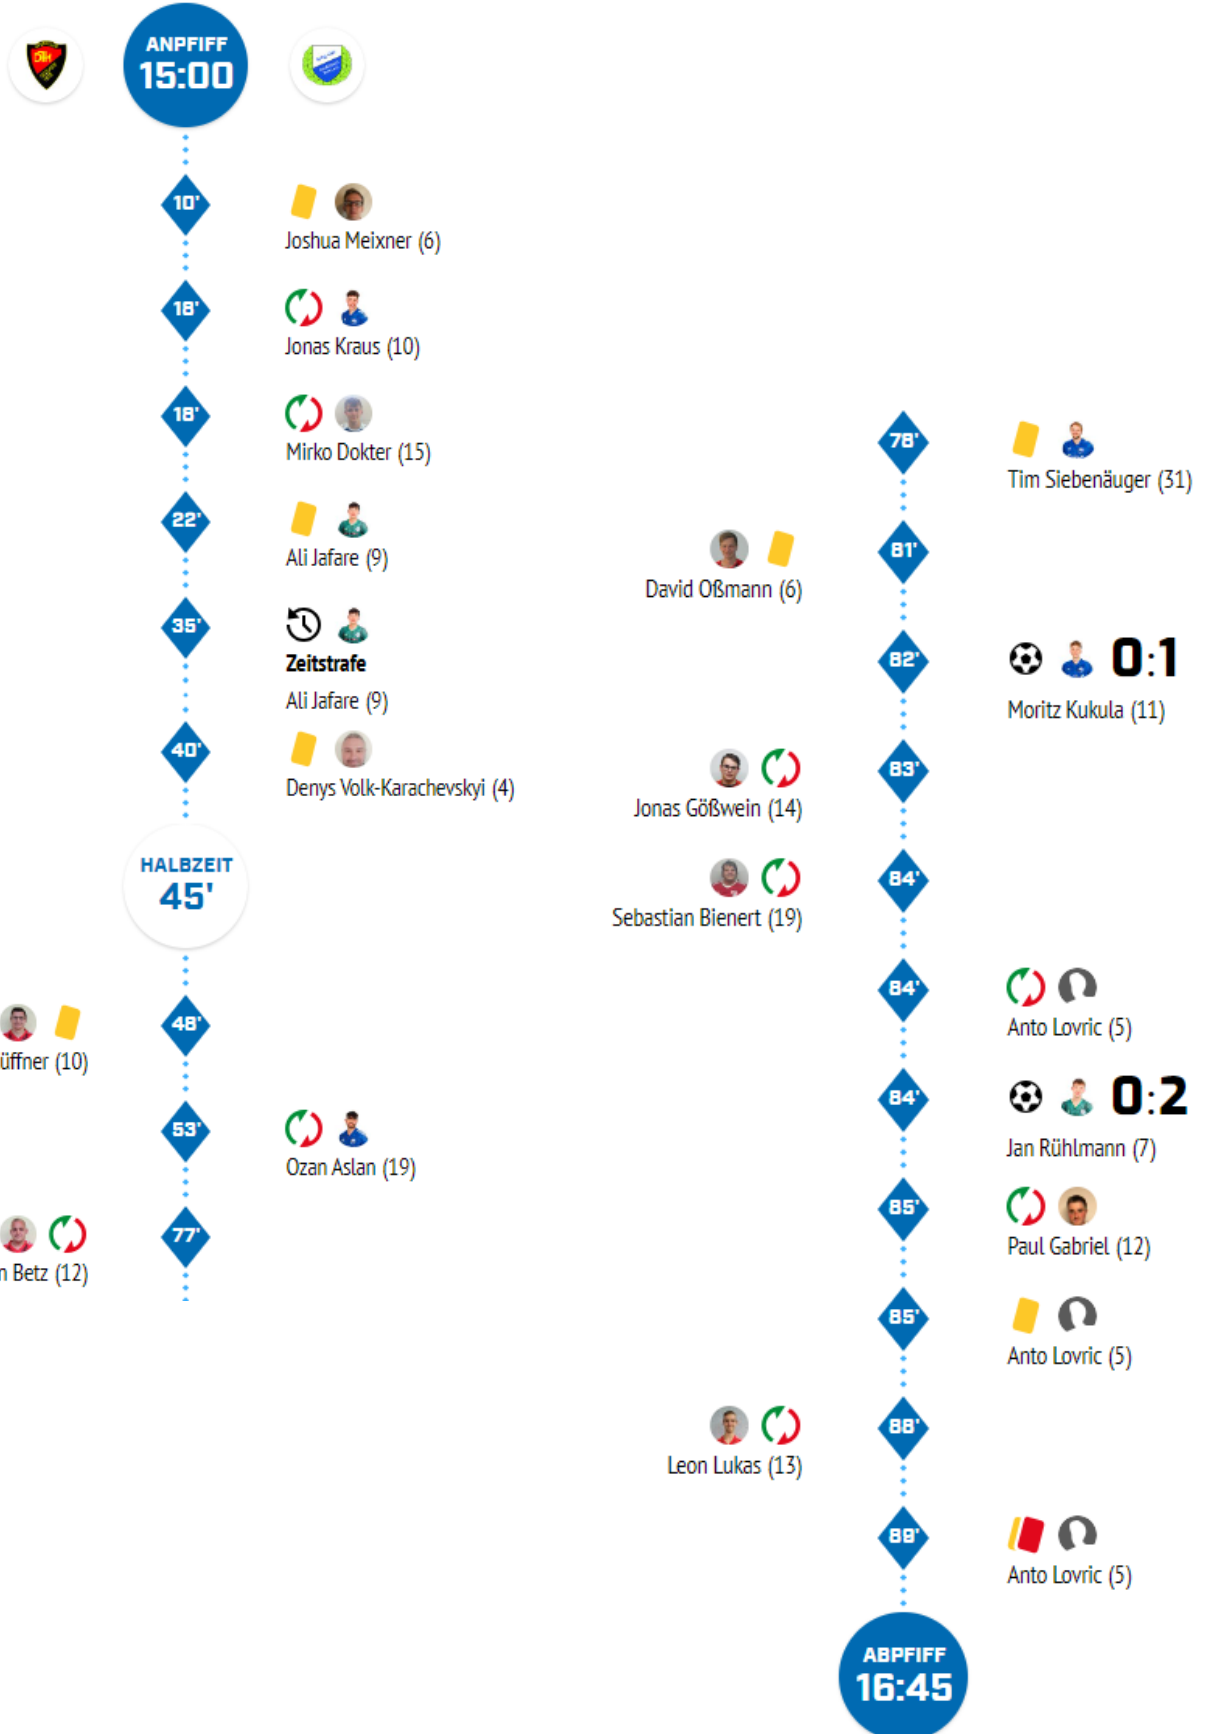 ANPFIFF
15:00
10'
Joshua Meixner (6)
18'
Jonas Kraus (10)
18'
Mirko Dokter (15)
22'
Ali Jafare (9)
35'
Zeitstrafe
Ali Jafare (9)
40'
Denys Volk-Karachevskyi (4)
HALBZEIT
45'
48'
üffner (10)
53'
Ozan Aslan (19)
77'
n Betz (12)
78'
Tim Siebenäuger (31)
81'
David Oßmann (6)
82'
0:1
Moritz Kukula (11)
83'
Jonas Gößwein (14)
84'
Sebastian Bienert (19)
84'
Anto Lovric (5)
84'
0:2
Jan Rühlmann (7)
85'
Paul Gabriel (12)
85'
Anto Lovric (5)
88'
Leon Lukas (13)
89'
Anto Lovric (5)
ABPFIFF
16:45